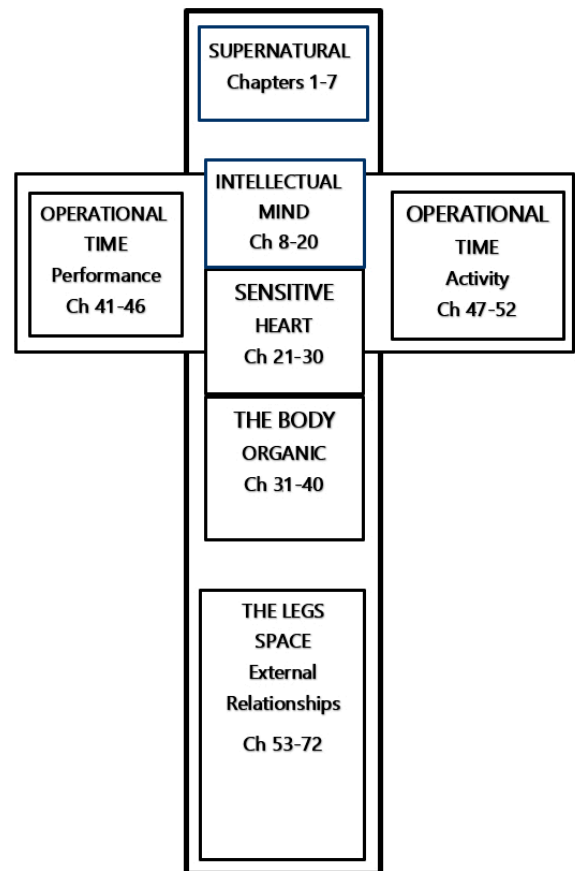 SUPERNATURAL
Chapters 1-7
INTELLECTUAL
MIND
Ch 8-20
OPERATIONAL
TIME
Performance
Ch 41-46
OPERATIONAL
TIME
Activity
Ch 47-52
SENSITIVE
HEART
Ch 21-30
THE BODY
ORGANIC
Ch 31-40
THE LEGS
SPACE
External
Relationships
Ch 53-72